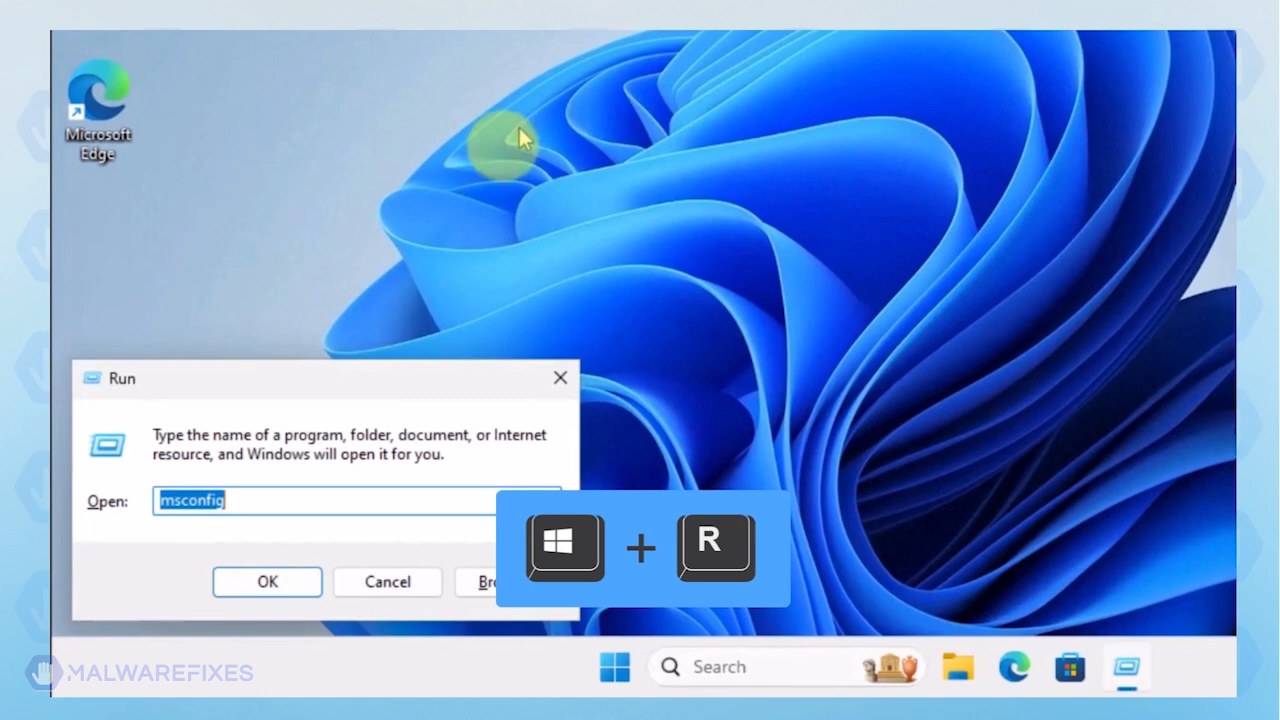 Microsoft
Edge
Run
Type the name of a program, folder, document, or Internet
resource, and Windows will open it for you.
Open:
msconfig
OK
Cancel
+
R
Search
MALWAREFIXES